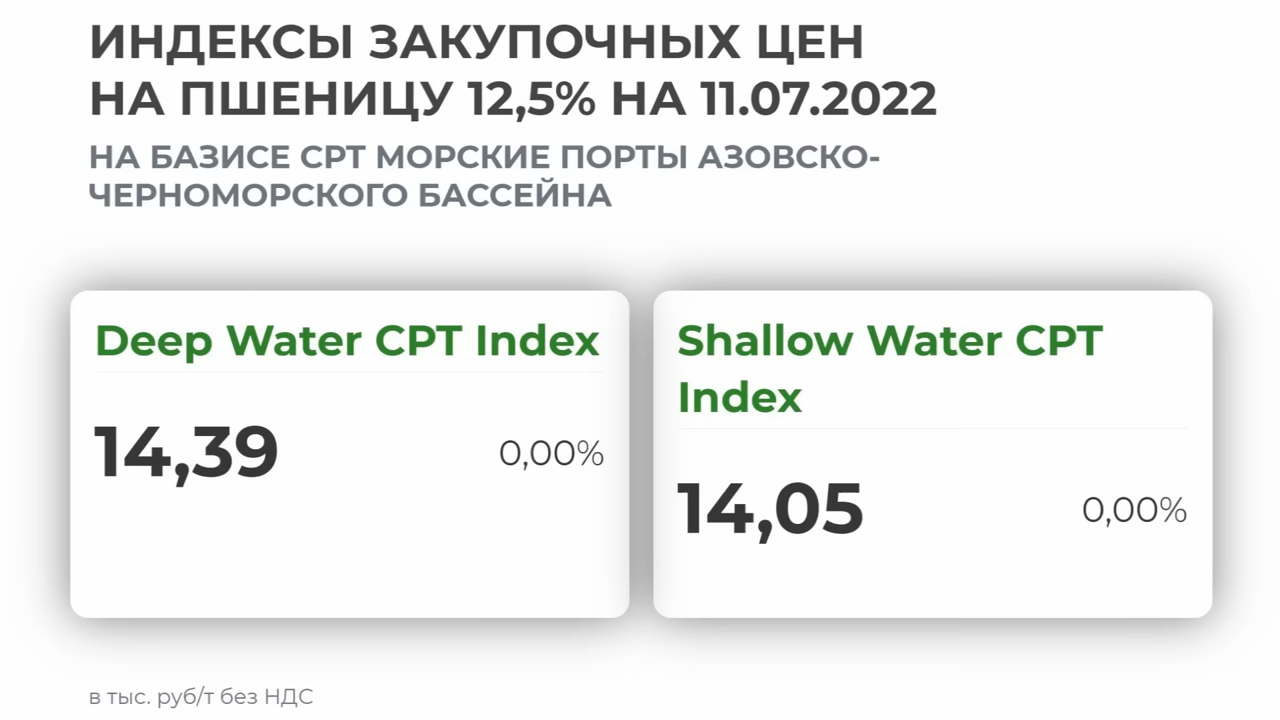 ИНДЕКСЫ ЗАКУПОЧНЫХ ЦЕН
НА ПШЕНИЦУ 12,5% НА 11.07.2022
НА БАЗИСЕ СРТ МОРСКИЕ ПОРТЫ АЗОВСКО-
ЧЕРНОМОРСКОГО БАССЕЙНА
Deep Water CPT Index
14,39
0,00%
Shallow Water CPT
Index
14,05
0,00%
в тыс. руб/т без НДС